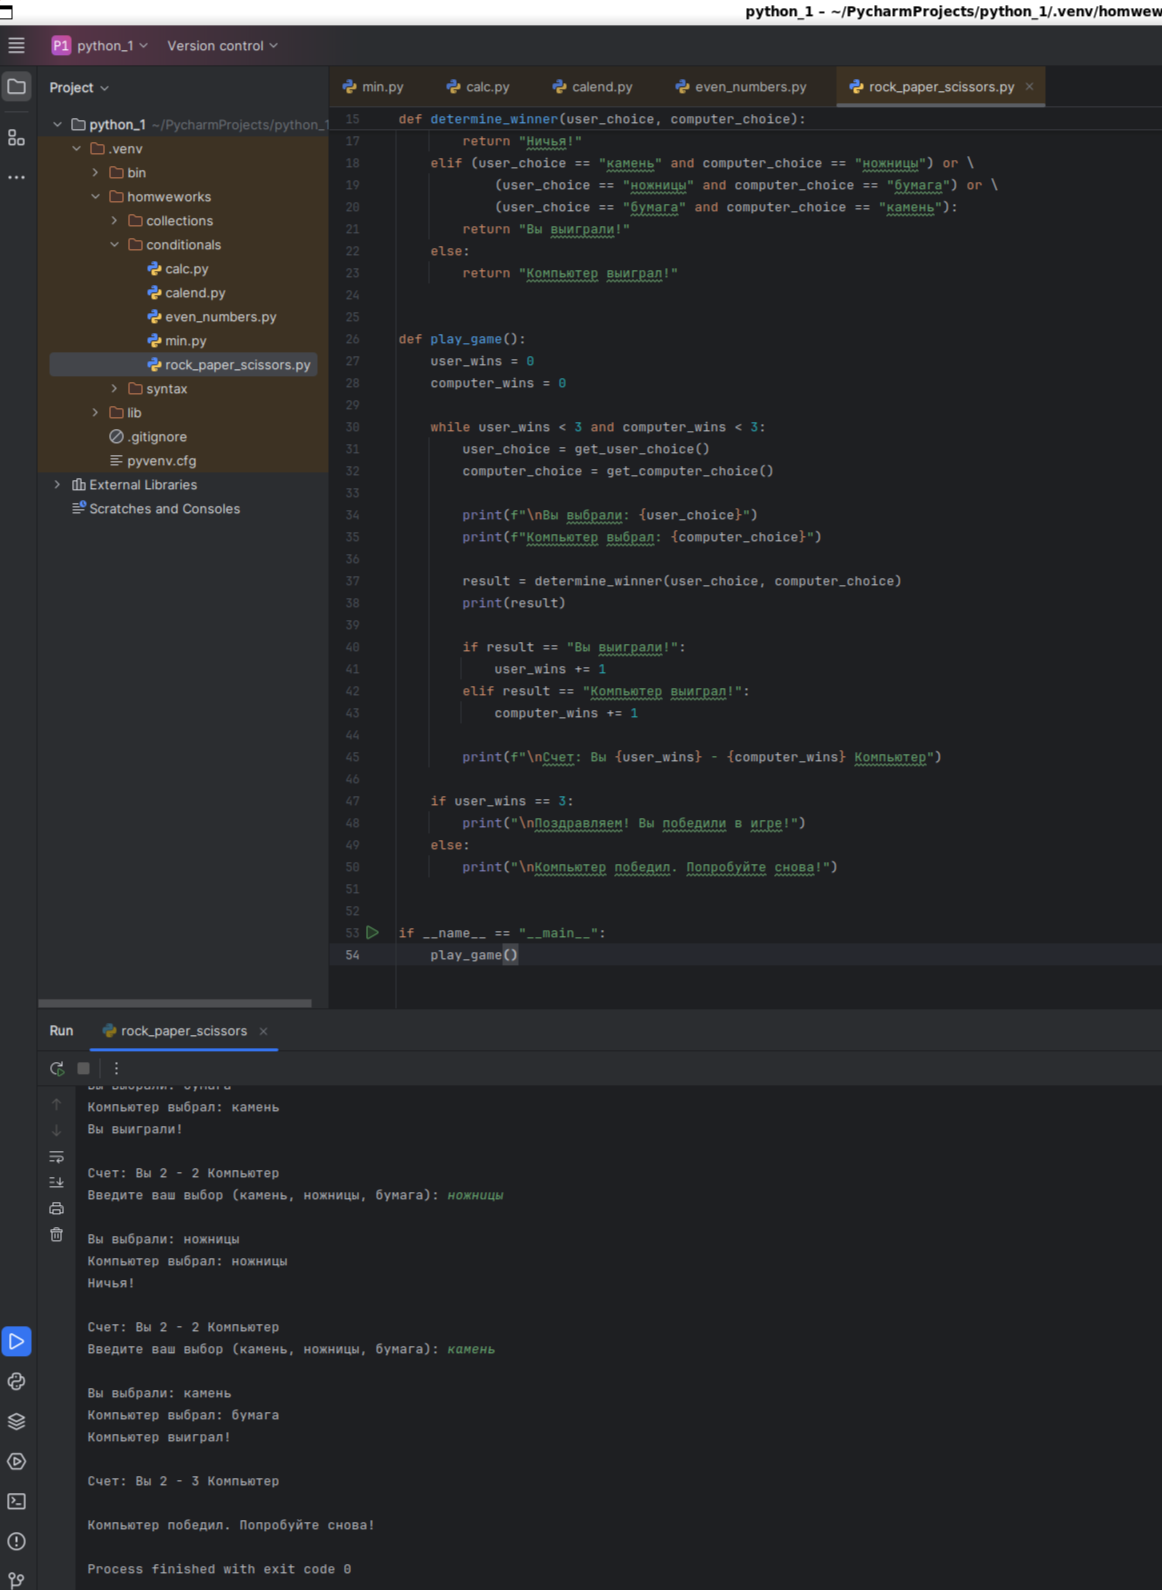 python_1 – ~/PycharmProjects/python_1/.venv/homwew
P1 python_1 Version control
Project
min.py calc.py calend.py even_numbers.py rock_paper_scissors.py
python_1 ~/PycharmProjects/python_1
.venv
bin
homweworks
collections
conditionals
calc.py
calend.py
even_numbers.py
min.py
rock_paper_scissors.py
syntax
lib
.gitignore
pyvenv.cfg
External Libraries
Scratches and Consoles
15 def determine_winner(user_choice, computer_choice):
17 return "Ничья!"
18 elif (user_choice == "камень" and computer_choice == "ножницы") or \
19 (user_choice == "ножницы" and computer_choice == "бумага") or \
20 (user_choice == "бумага" and computer_choice == "камень"):
21 return "Вы выиграли!"
22 else:
23 return "Компьютер выиграл!"
24
25
26 def play_game():
27 user_wins = 0
28 computer_wins = 0
29
30 while user_wins < 3 and computer_wins < 3:
31 user_choice = get_user_choice()
32 computer_choice = get_computer_choice()
33
34 print(f"\nВы выбрали: {user_choice}")
35 print(f"Компьютер выбрал: {computer_choice}")
36
37 result = determine_winner(user_choice, computer_choice)
38 print(result)
39
40 if result == "Вы выиграли!":
41 user_wins += 1
42 elif result == "Компьютер выиграл!":
43 computer_wins += 1
44
45 print(f"\nСчет: Вы {user_wins} - {computer_wins} Компьютер")
46
47 if user_wins == 3:
48 print("\nПоздравляем! Вы победили в игре!")
49 else:
50 print("\nКомпьютер победил. Попробуйте снова!")
51
52
53 if __name__ == "__main__":
54 play_game()
Run rock_paper_scissors
Вы выбрали: бумага
Компьютер выбрал: камень
Вы выиграли!
Счет: Вы 2 - 2 Компьютер
Введите ваш выбор (камень, ножницы, бумага): ножницы
Вы выбрали: ножницы
Компьютер выбрал: ножницы
Ничья!
Счет: Вы 2 - 2 Компьютер
Введите ваш выбор (камень, ножницы, бумага): камень
Вы выбрали: камень
Компьютер выбрал: бумага
Компьютер выиграл!
Счет: Вы 2 - 3 Компьютер
Компьютер победил. Попробуйте снова!
Process finished with exit code 0